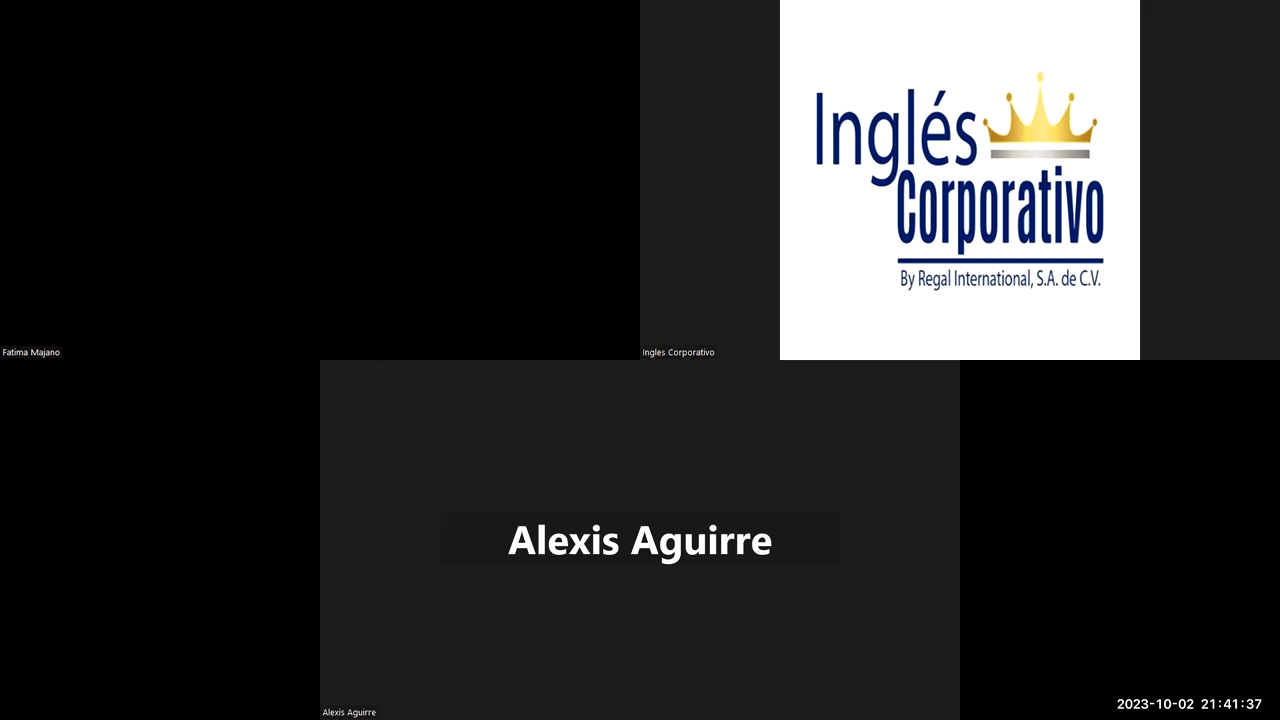 Inglés
Corporativo
By Regal International, S.A. de C.V.
Fatima Majano
Ingles Corporativo
Alexis Aguirre
Alexis Aguirre
2023-10-02 21:41:37